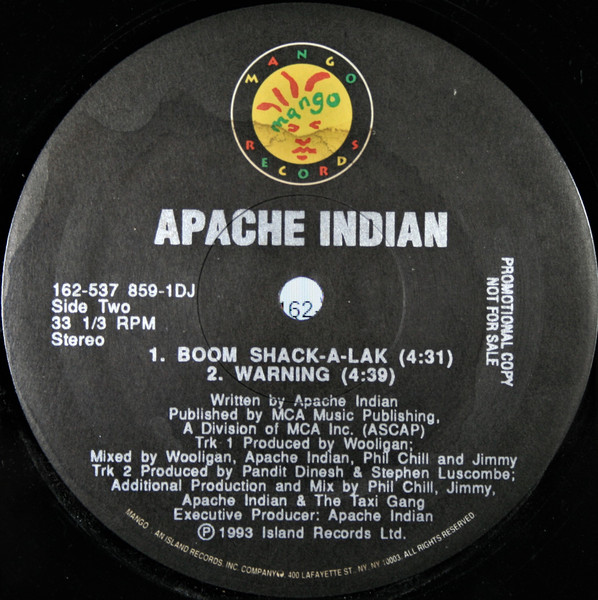 MANGO
mango
RECORDS
APACHE INDIAN
162-537 859-1DJ
Side Two
33 1/3 RPM
Stereo
PROMOTIONAL COPY
NOT FOR SALE
162-
1. BOOM SHACK-A-LAK (4:31)
2. WARNING (4:39)
Written by Apache Indian
Published by MCA Music Publishing,
A Division of MCA Inc. (ASCAP)
Trk 1 Produced by Wooligan;
Mixed by Wooligan, Apache Indian, Phil Chill and Jimmy
Trk 2 Produced by Pandit Dinesh & Stephen Luscombe;
Additional Production and Mix by Phil Chill, Jimmy,
Apache Indian & The Taxi Gang
Executive Producer: Apache Indian
℗ 1993 Island Records Ltd.
MANGO - AN ISLAND RECORDS, INC. COMPANY, 400 LAFAYETTE ST., NY, NY 10003. ALL RIGHTS RESERVED